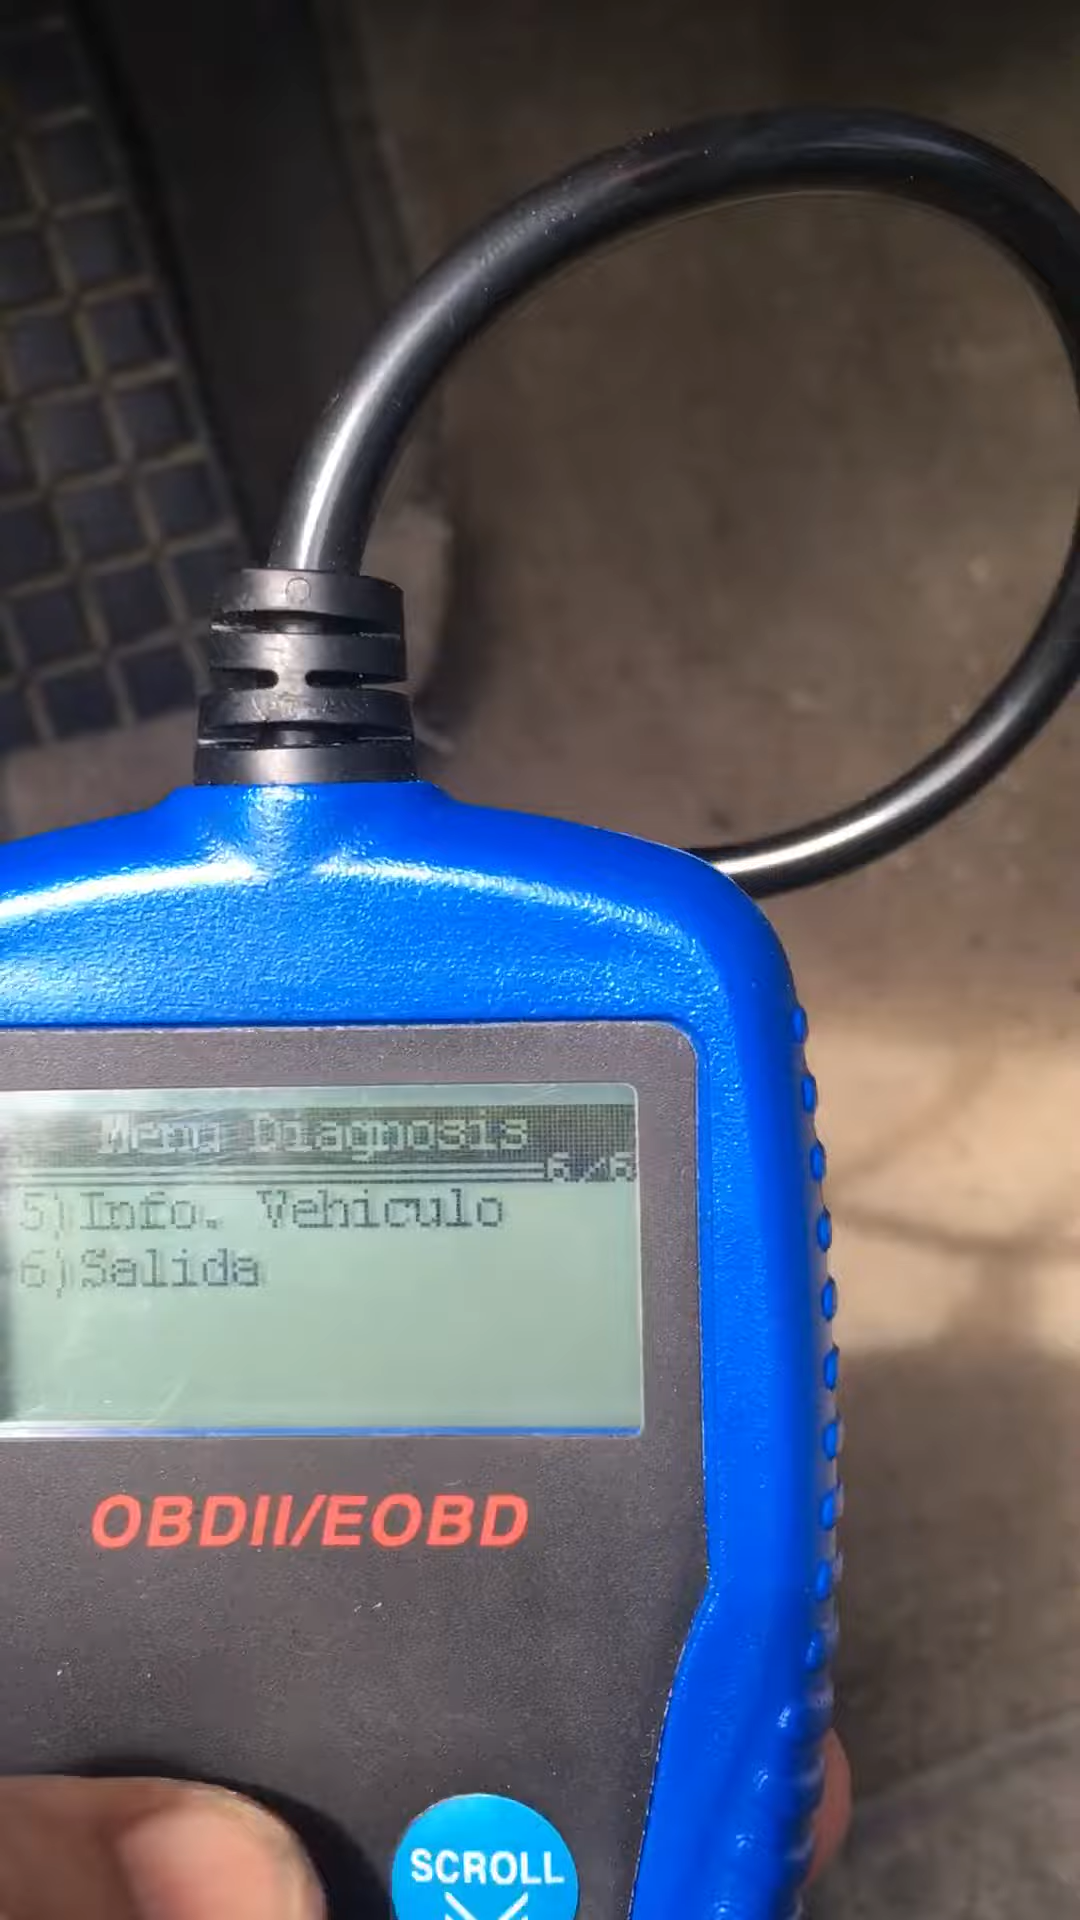 Menu Diagnosis
6/6
5)Info. Vehiculo
6)Salida
OBDII/EOBD
SCROLL